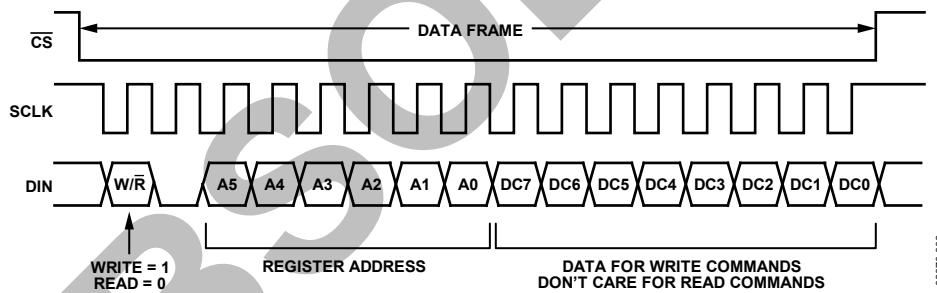 DATA FRAME
CS
SCLK
DIN
W/R A5 A4 A3 A2 A1 A0 DC7 DC6 DC5 DC4 DC3 DC2 DC1 DC0
WRITE = 1
READ = 0
REGISTER ADDRESS
DATA FOR WRITE COMMANDS
DON'T CARE FOR READ COMMANDS